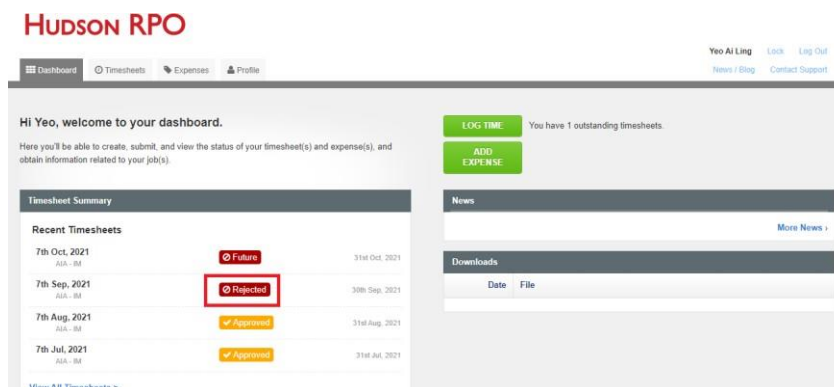 HUDSON RPO
Yeo Ai Ling Lock Log Out
Dashboard Timesheets Expenses Profile
News / Blog Contact Support
Hi Yeo, welcome to your dashboard.
Here you'll be able to create, submit, and view the status of your timesheet(s) and expense(s), and
obtain information related to your job(s).
LOG TIME You have 1 outstanding timesheets.
ADD
EXPENSE
Timesheet Summary
Recent Timesheets
7th Oct, 2021 Future 31st Oct, 2021
AIA - IM
7th Sep, 2021 Rejected 30th Sep, 2021
AIA - IM
7th Aug, 2021 Approved 31st Aug, 2021
AIA - IM
7th Jul, 2021 Approved 31st Jul, 2021
AIA - IM
View All Timesheets »
News
More News ›
Downloads
Date File